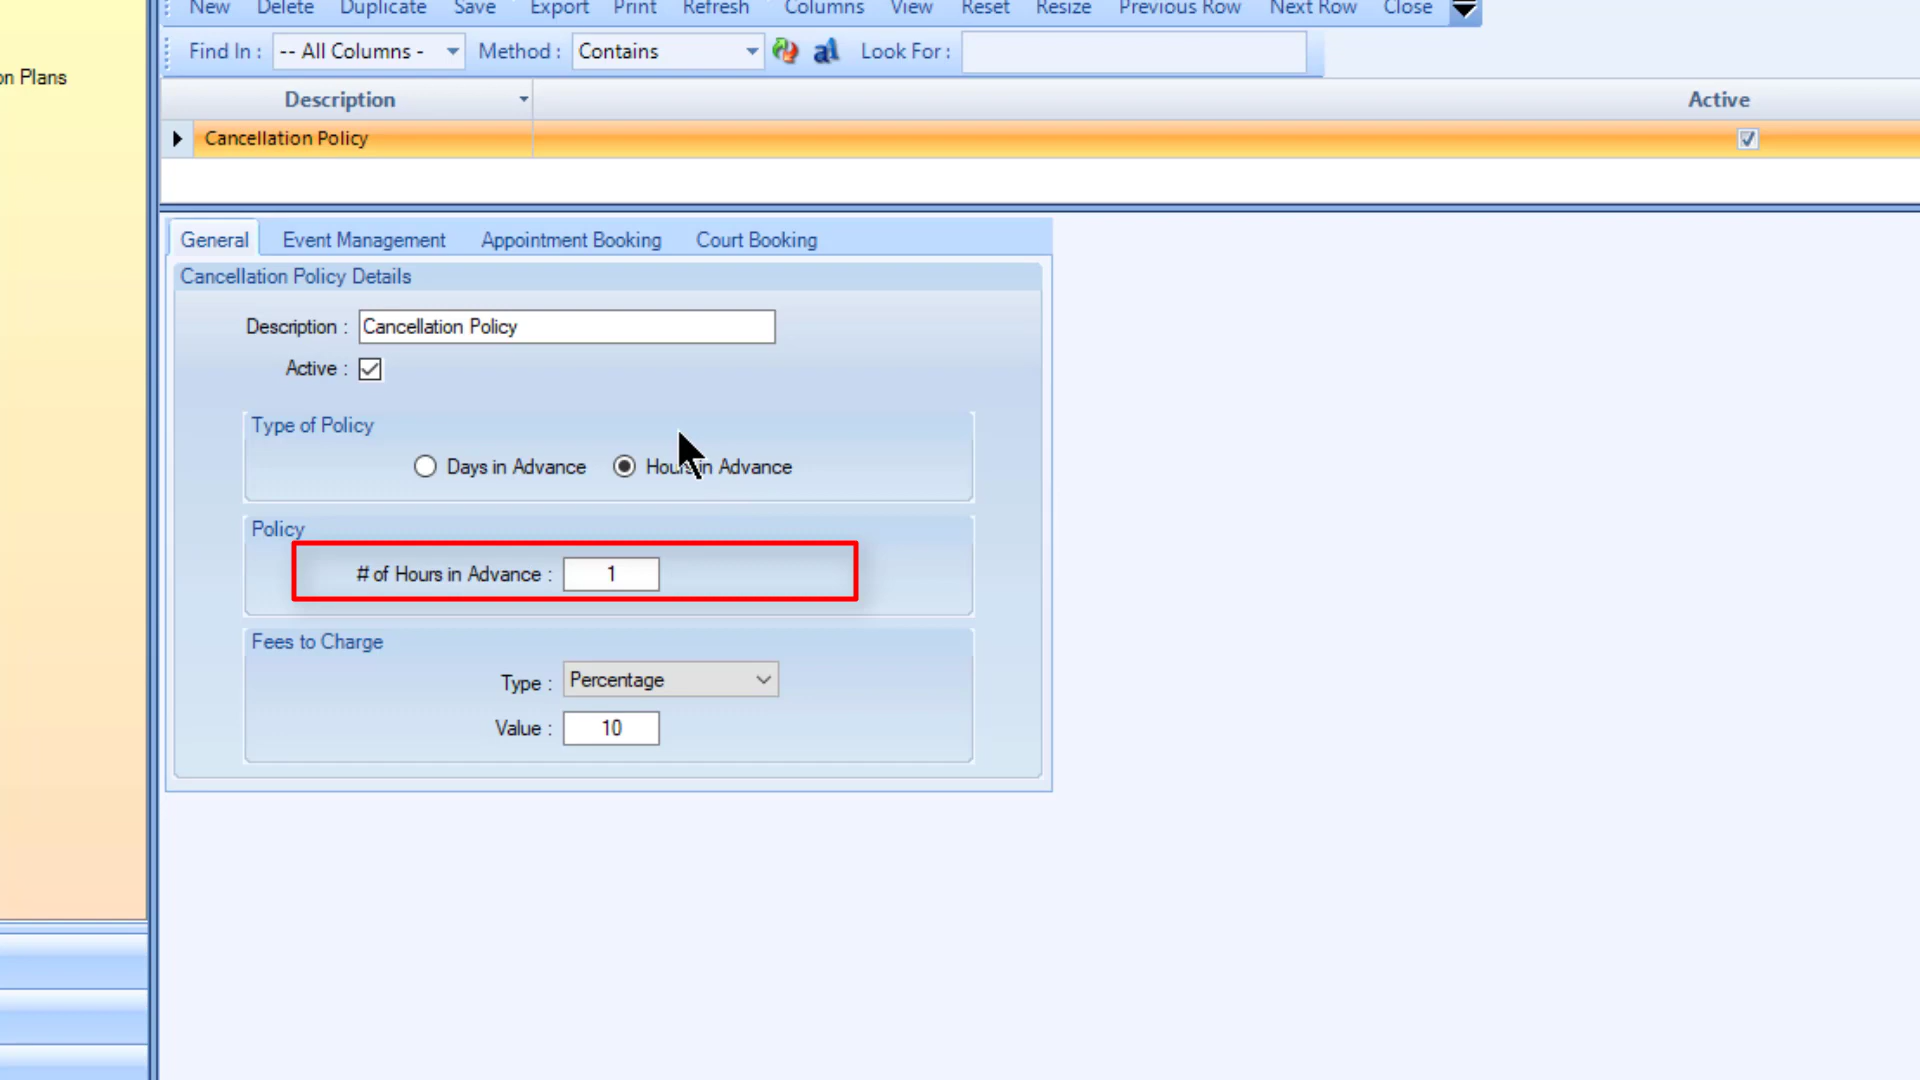 New Delete Duplicate Save Export Print Refresh Columns View Reset Resize Previous Row Next Row Close
Find In : -- All Columns - Method : Contains Look For :
on Plans
Description Active
Cancellation Policy
General Event Management Appointment Booking Court Booking
Cancellation Policy Details
Description : Cancellation Policy
Active :
Type of Policy
Days in Advance Hours in Advance
Policy
# of Hours in Advance : 1
Fees to Charge
Type : Percentage
Value : 10